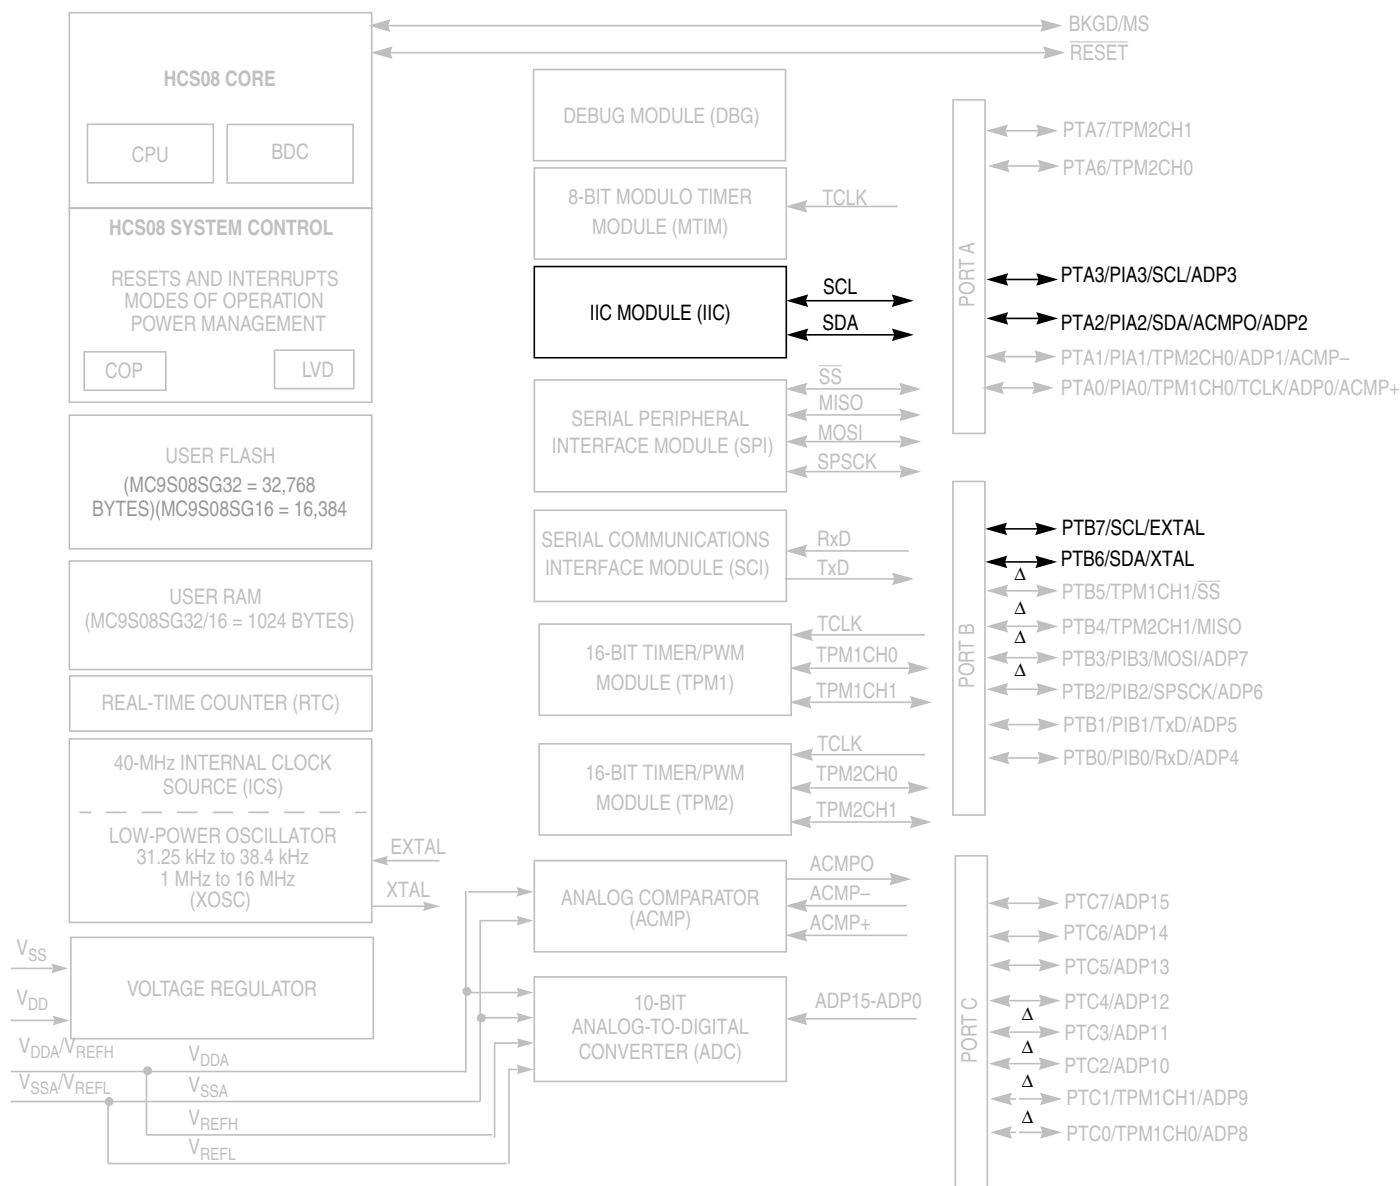 BKGD/MS
RESET
HCS08 CORE
CPU
BDC
HCS08 SYSTEM CONTROL
RESETS AND INTERRUPTS
MODES OF OPERATION
POWER MANAGEMENT
COP
LVD
USER FLASH
(MC9S08SG32 = 32,768
BYTES)(MC9S08SG16 = 16,384
USER RAM
(MC9S08SG32/16 = 1024 BYTES)
REAL-TIME COUNTER (RTC)
40-MHz INTERNAL CLOCK
SOURCE (ICS)
LOW-POWER OSCILLATOR
31.25 kHz to 38.4 kHz
1 MHz to 16 MHz
(XOSC)
EXTAL
XTAL
VSS
VDD
VOLTAGE REGULATOR
VDDA/VREFH
VSSA/VREFL
VDDA
VSSA
VREFH
VREFL
DEBUG MODULE (DBG)
8-BIT MODULO TIMER
MODULE (MTIM)
TCLK
IIC MODULE (IIC)
SCL
SDA
SERIAL PERIPHERAL
INTERFACE MODULE (SPI)
SS
MISO
MOSI
SPSCK
SERIAL COMMUNICATIONS
INTERFACE MODULE (SCI)
RxD
TxD
16-BIT TIMER/PWM
MODULE (TPM1)
TCLK
TPM1CH0
TPM1CH1
16-BIT TIMER/PWM
MODULE (TPM2)
TCLK
TPM2CH0
TPM2CH1
ANALOG COMPARATOR
(ACMP)
ACMPO
ACMP–
ACMP+
10-BIT
ANALOG-TO-DIGITAL
CONVERTER (ADC)
ADP15-ADP0
PORT A
PTA7/TPM2CH1
PTA6/TPM2CH0
PTA3/PIA3/SCL/ADP3
PTA2/PIA2/SDA/ACMPO/ADP2
PTA1/PIA1/TPM2CH0/ADP1/ACMP–
PTA0/PIA0/TPM1CH0/TCLK/ADP0/ACMP+
PORT B
PTB7/SCL/EXTAL
PTB6/SDA/XTAL
Δ
PTB5/TPM1CH1/SS
Δ
PTB4/TPM2CH1/MISO
Δ
PTB3/PIB3/MOSI/ADP7
Δ
PTB2/PIB2/SPSCK/ADP6
PTB1/PIB1/TxD/ADP5
PTB0/PIB0/RxD/ADP4
PORT C
PTC7/ADP15
PTC6/ADP14
PTC5/ADP13
PTC4/ADP12
Δ
PTC3/ADP11
Δ
PTC2/ADP10
Δ
PTC1/TPM1CH1/ADP9
Δ
PTC0/TPM1CH0/ADP8